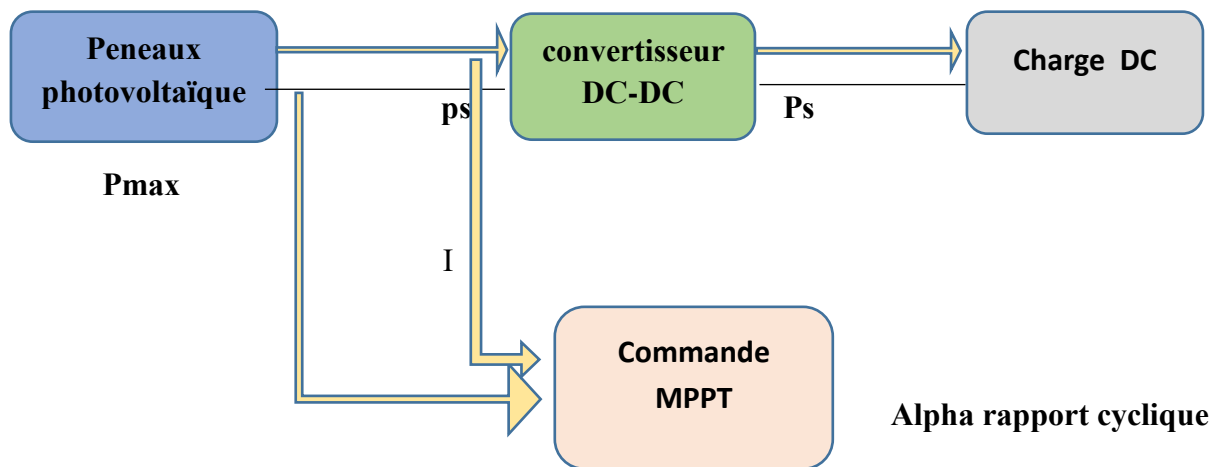 Peneaux
photovoltaïque
convertisseur
DC-DC
Charge DC
ps
Ps
Pmax
I
Commande
MPPT
Alpha rapport cyclique